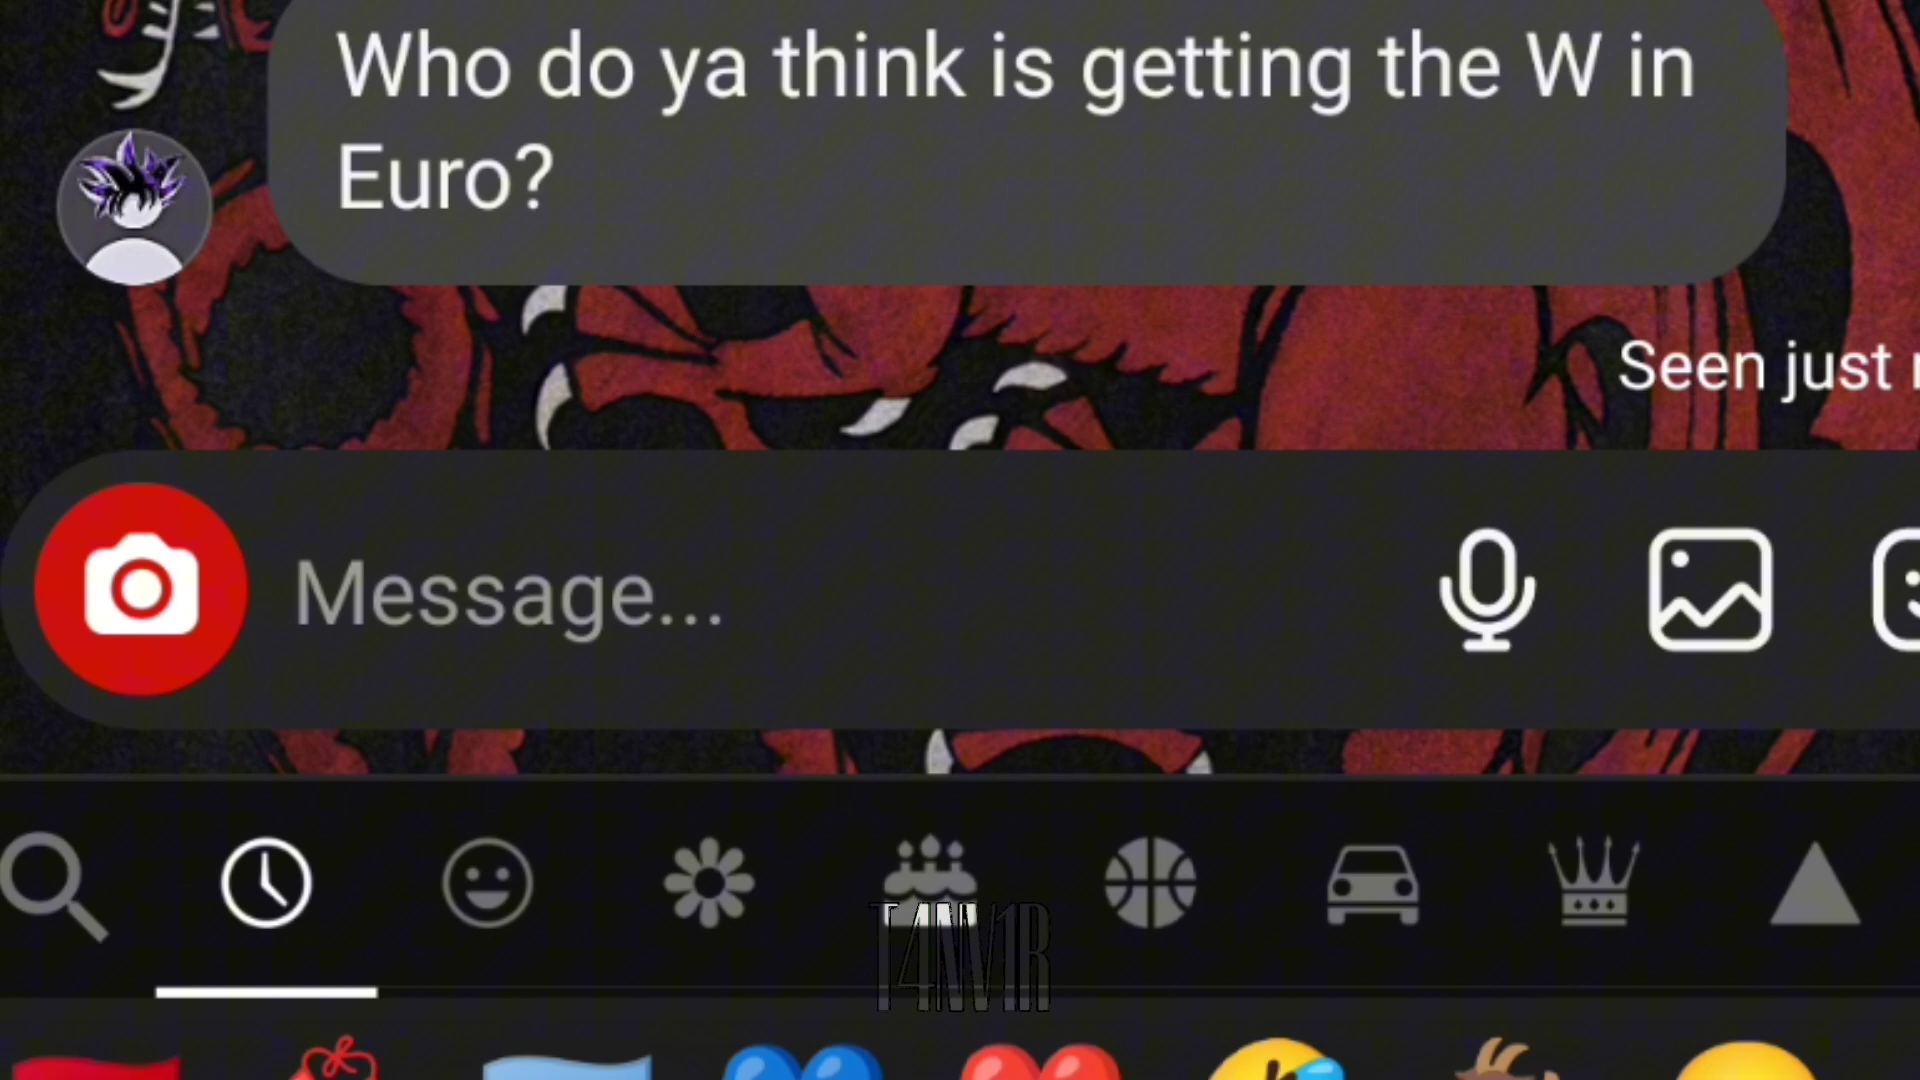 Who do ya think is getting the W in
Euro?
Seen just
Message...
T4NV1R